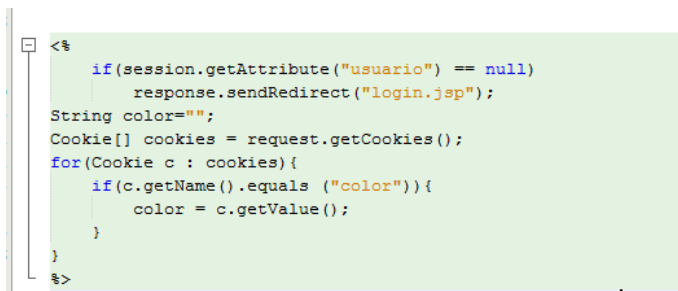 <%
    if(session.getAttribute("usuario") == null)
        response.sendRedirect("login.jsp");
String color="";
Cookie[] cookies = request.getCookies();
for(Cookie c : cookies){
    if(c.getName().equals ("color")){
        color = c.getValue();
    }
}
%>